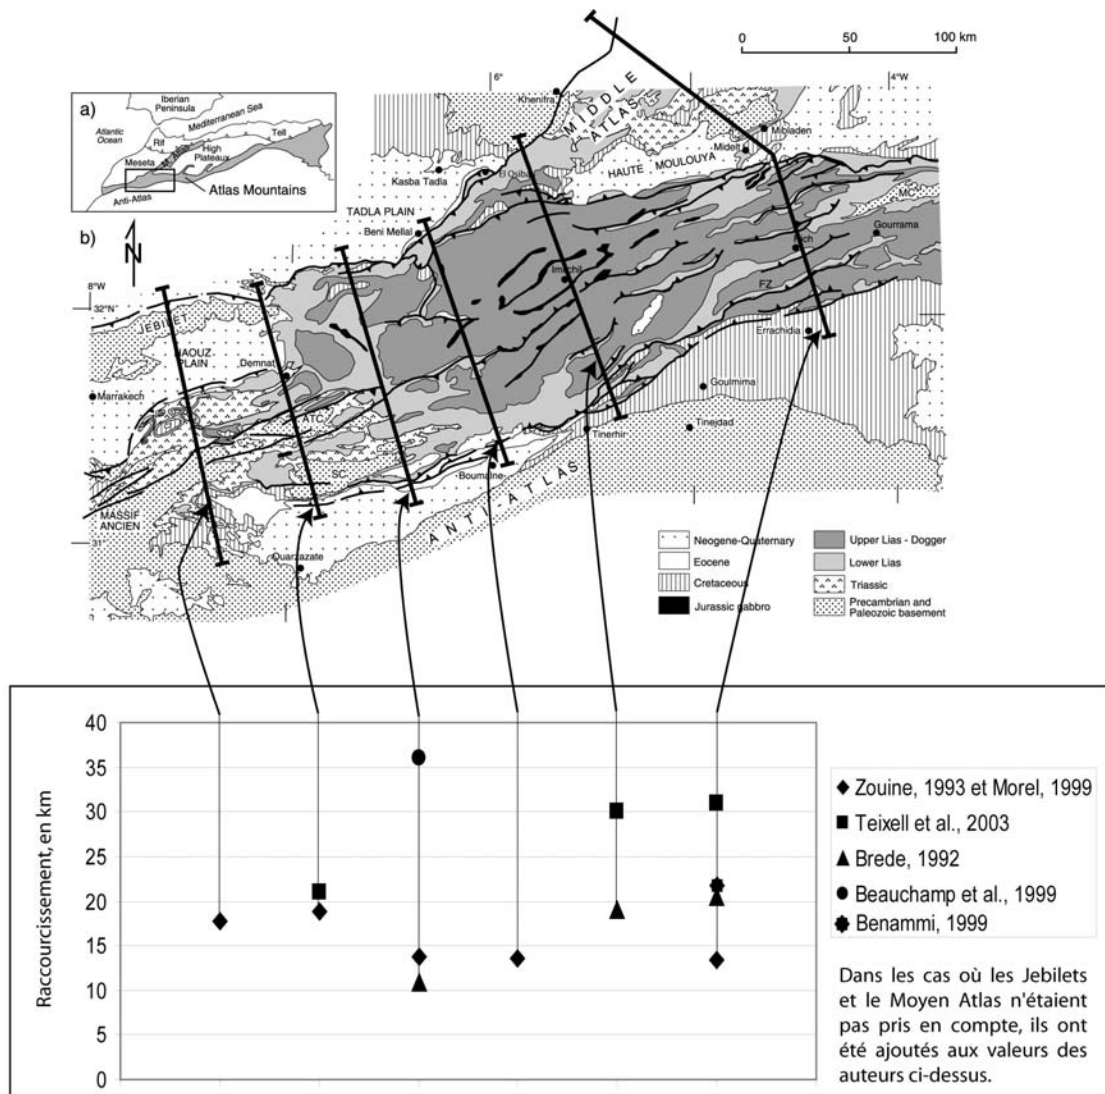 0 50 100 km
6° 4°W
a)
Iberian
Peninsula
Mediterranean Sea
Atlantic
Ocean
Rif
Tell
High
Plateaux
Meseta
Atlas Mountains
Anti-Atlas
Khenifra
MIDDLE
ATLAS
Mibladen
Midelt
HAUTE MOULOUYA
Kasba Tadla
MC
TADLA PLAIN
b)
N
Beni Mellal
Gourrama
Rich
Imilchil
8°W
32°N
FZ
JEBILET
HAOUZ
PLAIN
Errachidia
Demnat
Marrakech
Goulmima
ATC
Tinerhir
Tinejdad
SC
Boumalne
MASSIF
ANCIEN
ANTI-ATLAS
31°
Ouarzazate
Neogene-Quaternary
Eocene
Cretaceous
Jurassic gabbro
Upper Lias - Dogger
Lower Lias
Triassic
Precambrian and
Paleozoic basement
Raccourcissement, en km
40
35
30
25
20
15
10
5
0
Zouine, 1993 et Morel, 1999
Teixell et al., 2003
Brede, 1992
Beauchamp et al., 1999
Benammi, 1999
Dans les cas où les Jebilets
et le Moyen Atlas n'étaient
pas pris en compte, ils ont
été ajoutés aux valeurs des
auteurs ci-dessus.